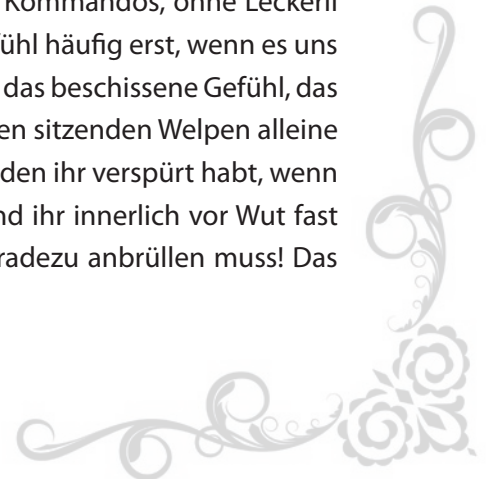 Kommandos, ohne Leckerli
ühl häufig erst, wenn es uns
das beschissene Gefühl, das
en sitzenden Welpen alleine
den ihr verspürt habt, wenn
nd ihr innerlich vor Wut fast
radezu anbrüllen muss! Das